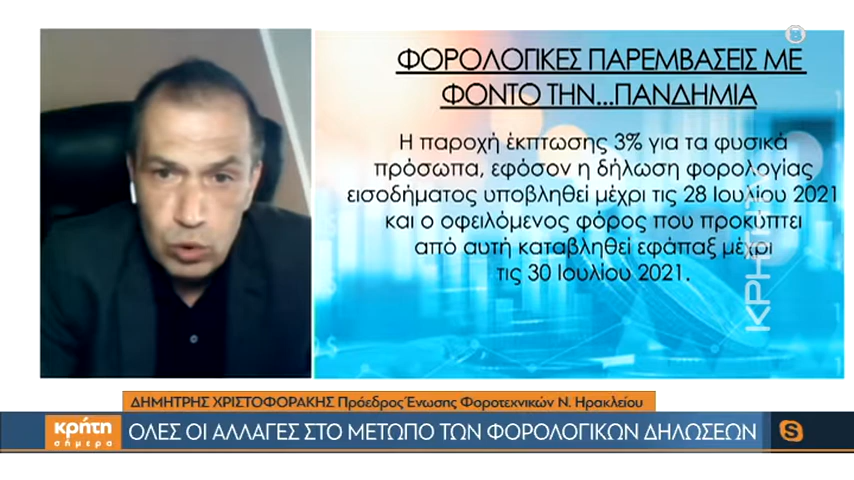 ΦΟΡΟΛΟΓΙΚΕΣ ΠΑΡΕΜΒΑΣΕΙΣ ΜΕ
ΦΟΝΤΟ ΤΗΝ...ΠΑΝΔΗΜΙΑ
Η παροχή έκπτωσης 3% για τα φυσικά
πρόσωπα, εφόσον η δήλωση φορολογίας
εισοδήματος υποβληθεί μέχρι τις 28 Ιουλίου 2021
και ο οφειλόμενος φόρος που προκύπτει
από αυτή καταβληθεί εφάπαξ μέχρι
τις 30 Ιουλίου 2021.
ΚΡΗΤΗ TV
ΔΗΜΗΤΡΗΣ ΧΡΙΣΤΟΦΟΡΑΚΗΣ Πρόεδρος Ένωσης Φοροτεχνικών Ν. Ηρακλείου
κρήτη
σήμερα
ΟΛΕΣ ΟΙ ΑΛΛΑΓΕΣ ΣΤΟ ΜΕΤΩΠΟ ΤΩΝ ΦΟΡΟΛΟΓΙΚΩΝ ΔΗΛΩΣΕΩΝ
S
8